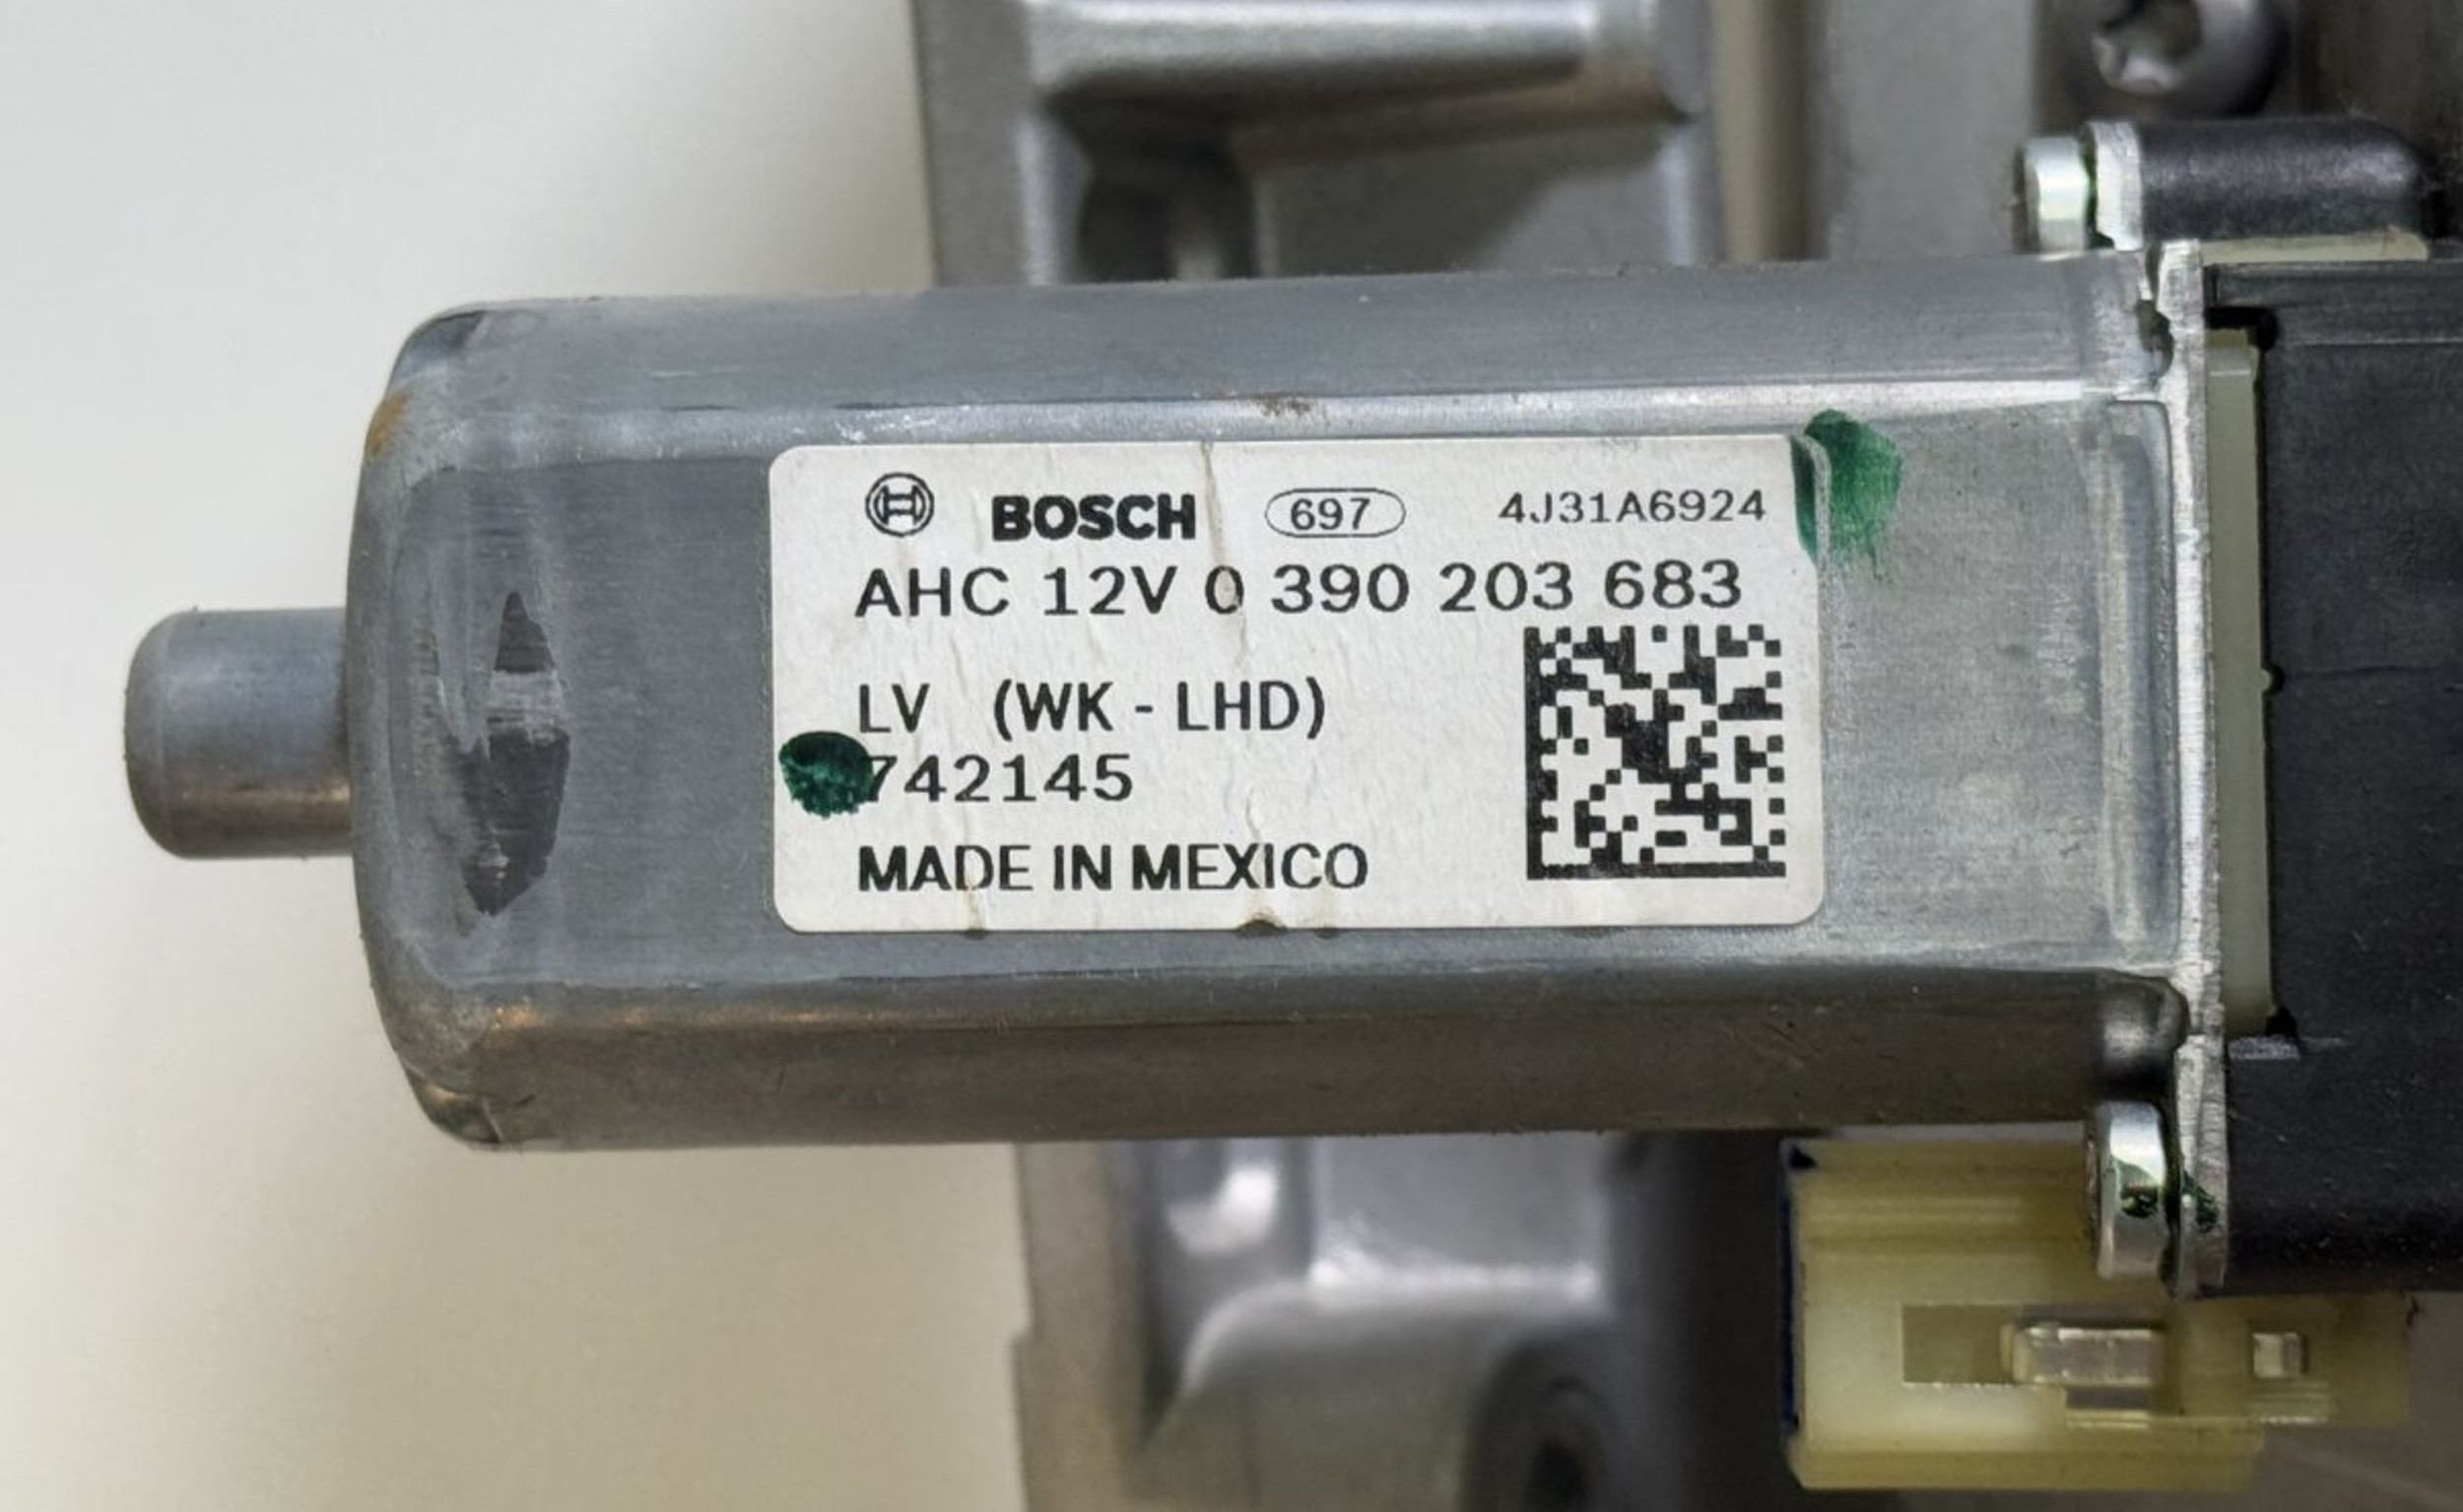 BOSCH 697 4J31A6924
AHC 12V 0 390 203 683
LV (WK - LHD)
742145
MADE IN MEXICO